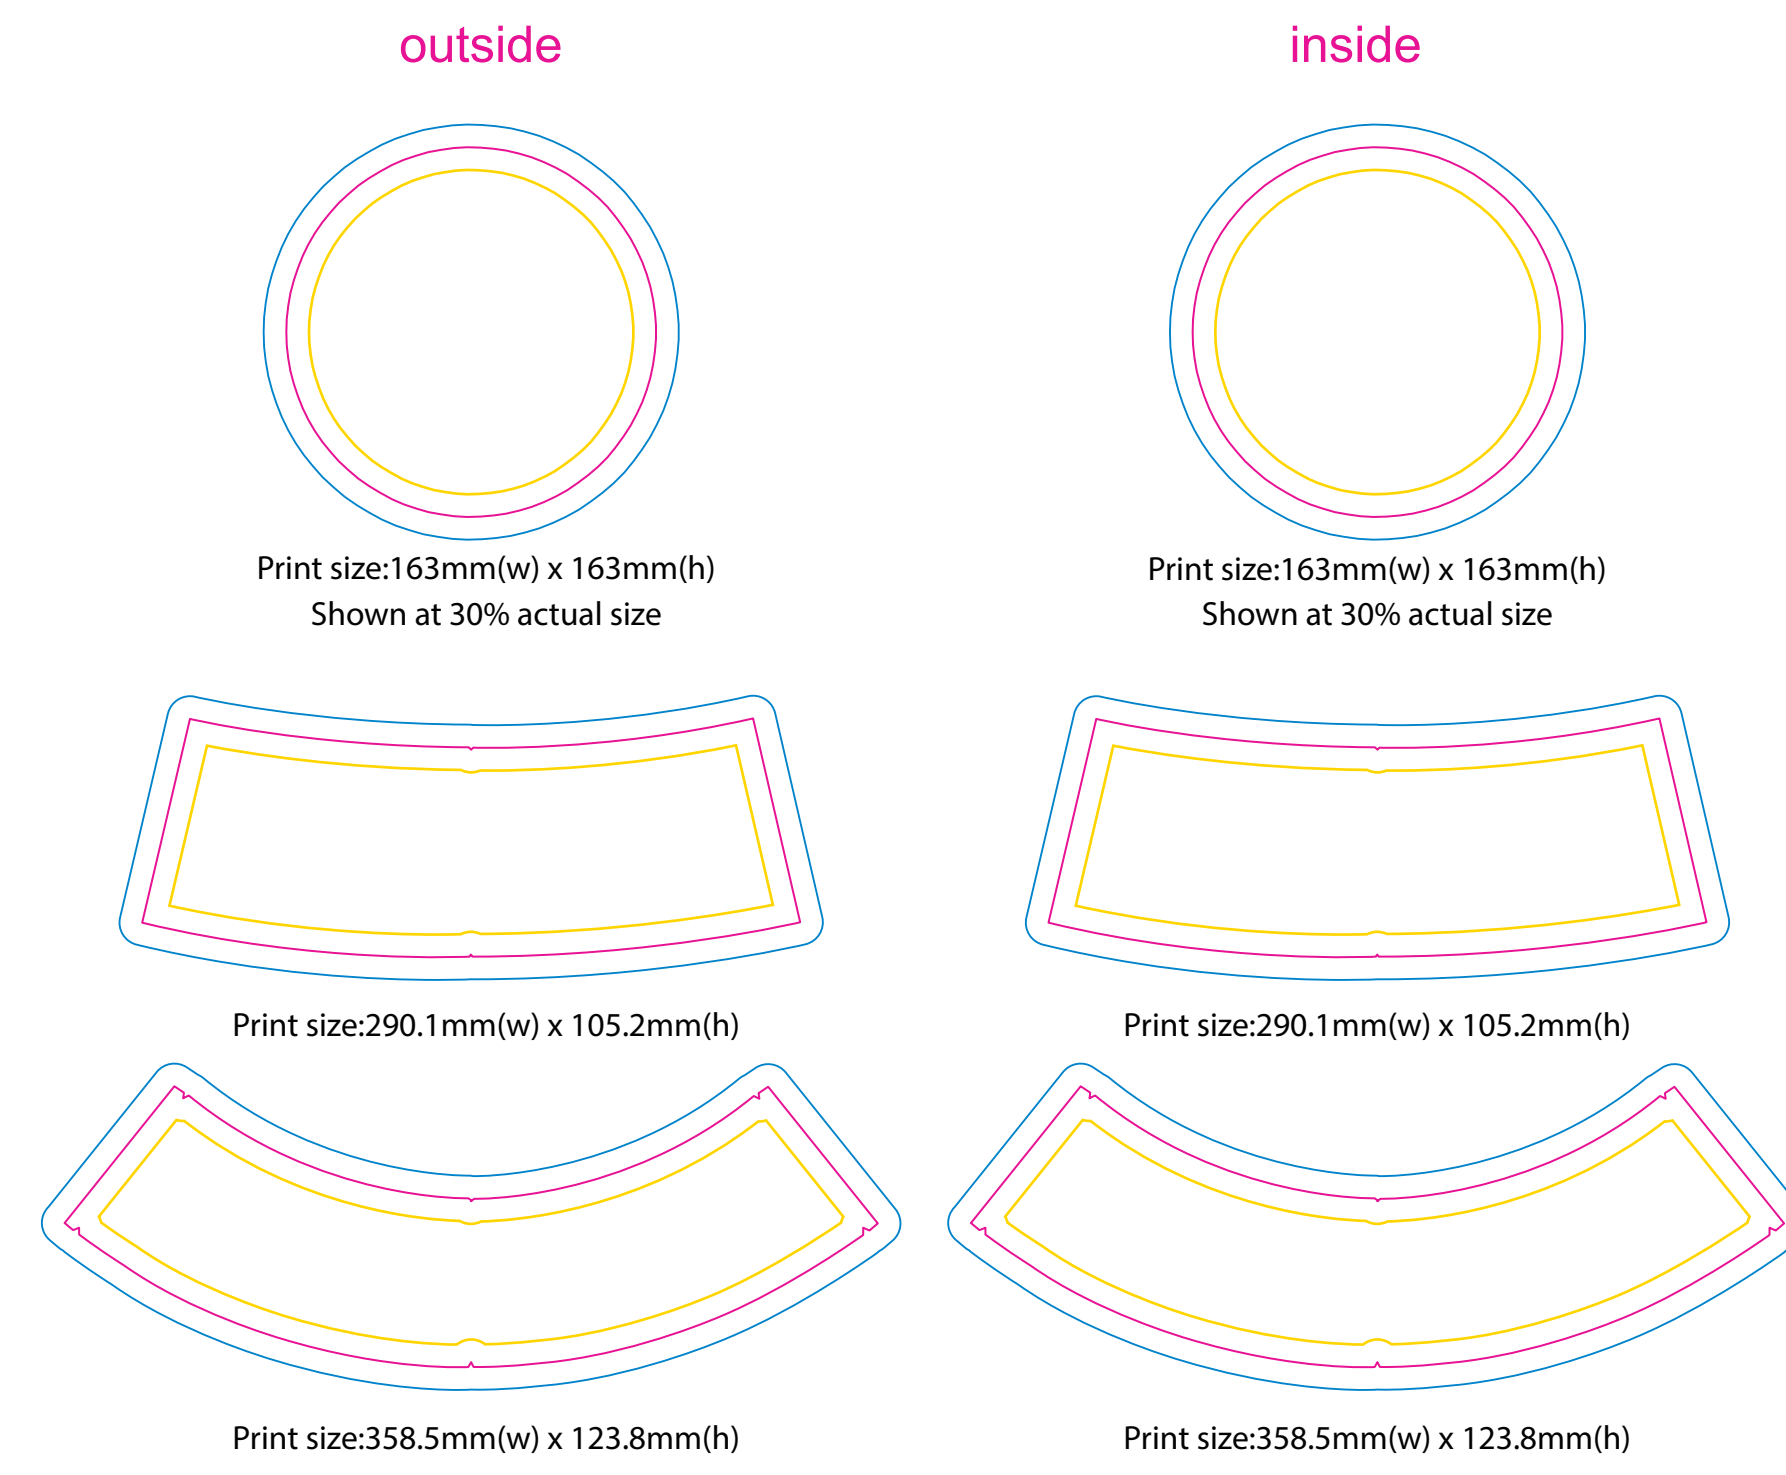 outside
inside
Print size:163mm(w) x 163mm(h)
Shown at 30% actual size
Print size:163mm(w) x 163mm(h)
Shown at 30% actual size
Print size:290.1mm(w) x 105.2mm(h)
Print size:290.1mm(w) x 105.2mm(h)
Print size:358.5mm(w) x 123.8mm(h)
Print size:358.5mm(w) x 123.8mm(h)